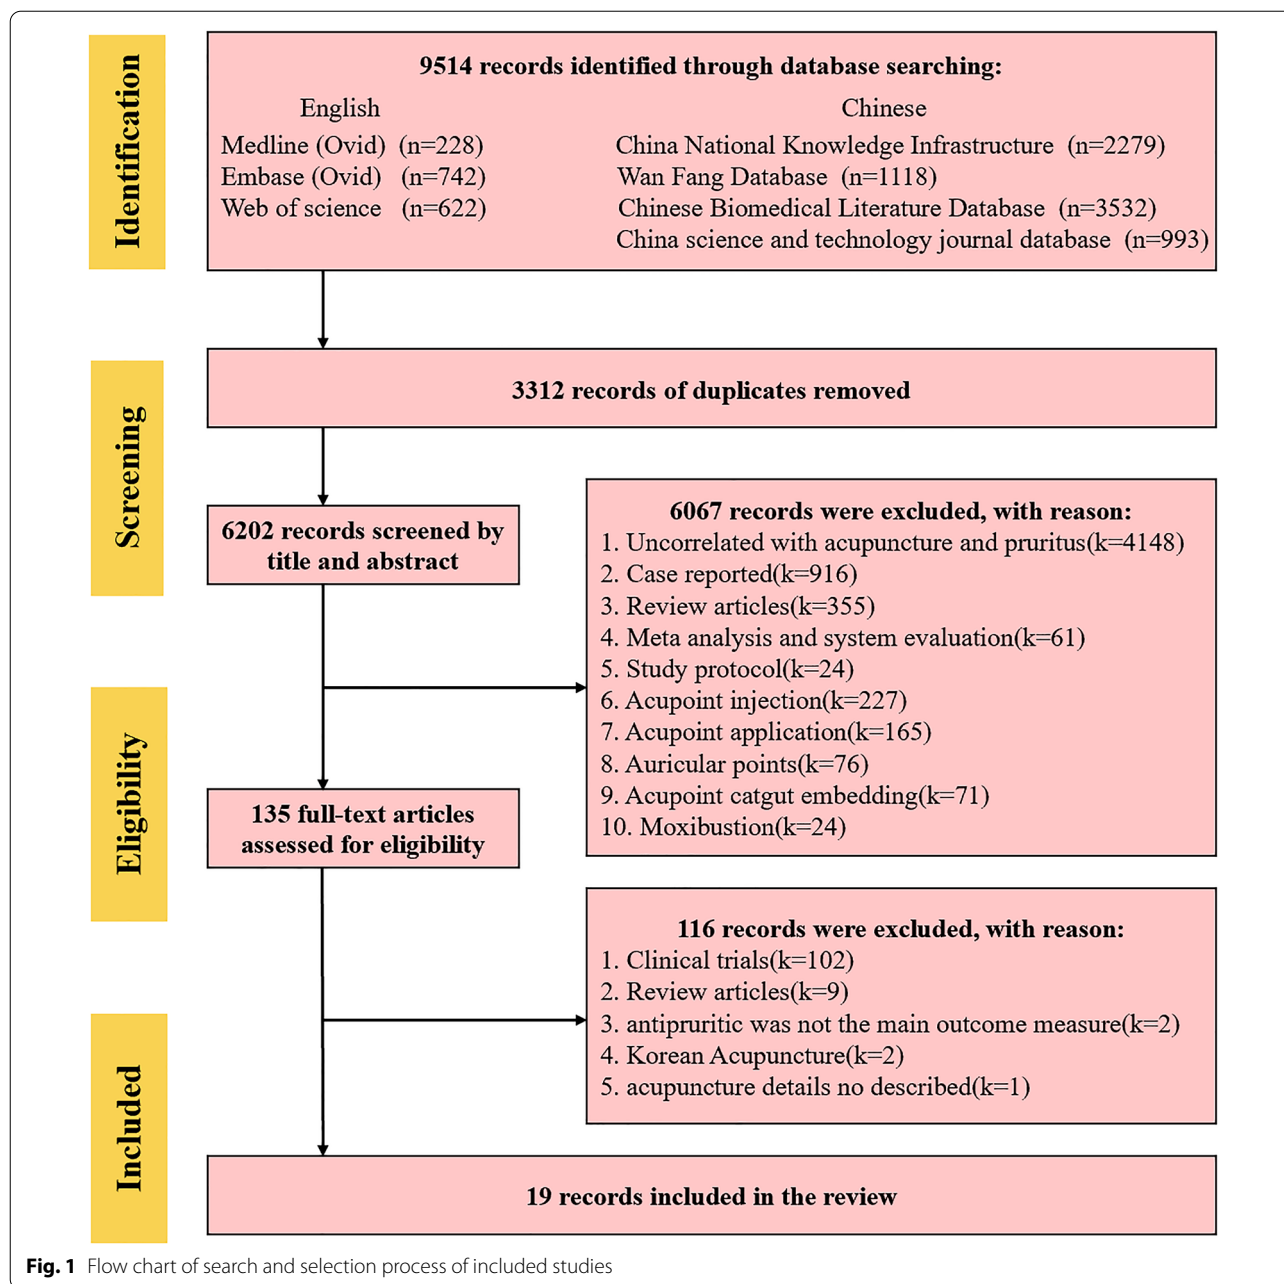 Identification
9514 records identified through database searching:
English
Chinese
Medline (Ovid) (n=228)
Embase (Ovid) (n=742)
Web of science (n=622)
China National Knowledge Infrastructure (n=2279)
Wan Fang Database (n=1118)
Chinese Biomedical Literature Database (n=3532)
China science and technology journal database (n=993)
Screening
3312 records of duplicates removed
6202 records screened by
title and abstract
6067 records were excluded, with reason:
1. Uncorrelated with acupuncture and pruritus(k=4148)
2. Case reported(k=916)
3. Review articles(k=355)
4. Meta analysis and system evaluation(k=61)
5. Study protocol(k=24)
6. Acupoint injection(k=227)
7. Acupoint application(k=165)
8. Auricular points(k=76)
9. Acupoint catgut embedding(k=71)
10. Moxibustion(k=24)
Eligibility
135 full-text articles
assessed for eligibility
116 records were excluded, with reason:
1. Clinical trials(k=102)
2. Review articles(k=9)
3. antipruritic was not the main outcome measure(k=2)
4. Korean Acupuncture(k=2)
5. acupuncture details no described(k=1)
Included
19 records included in the review
Fig. 1 Flow chart of search and selection process of included studies